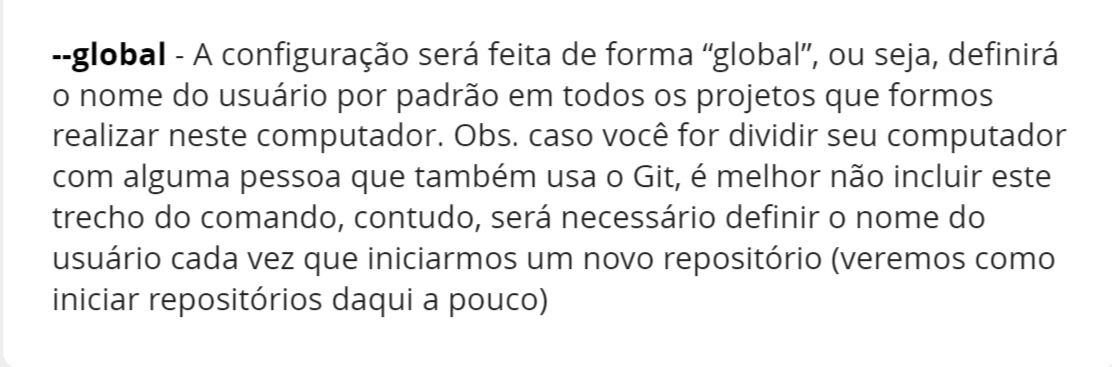 --global - A configuração será feita de forma “global”, ou seja, definirá
o nome do usuário por padrão em todos os projetos que formos
realizar neste computador. Obs. caso você for dividir seu computador
com alguma pessoa que também usa o Git, é melhor não incluir este
trecho do comando, contudo, será necessário definir o nome do
usuário cada vez que iniciarmos um novo repositório (veremos como
iniciar repositórios daqui a pouco)